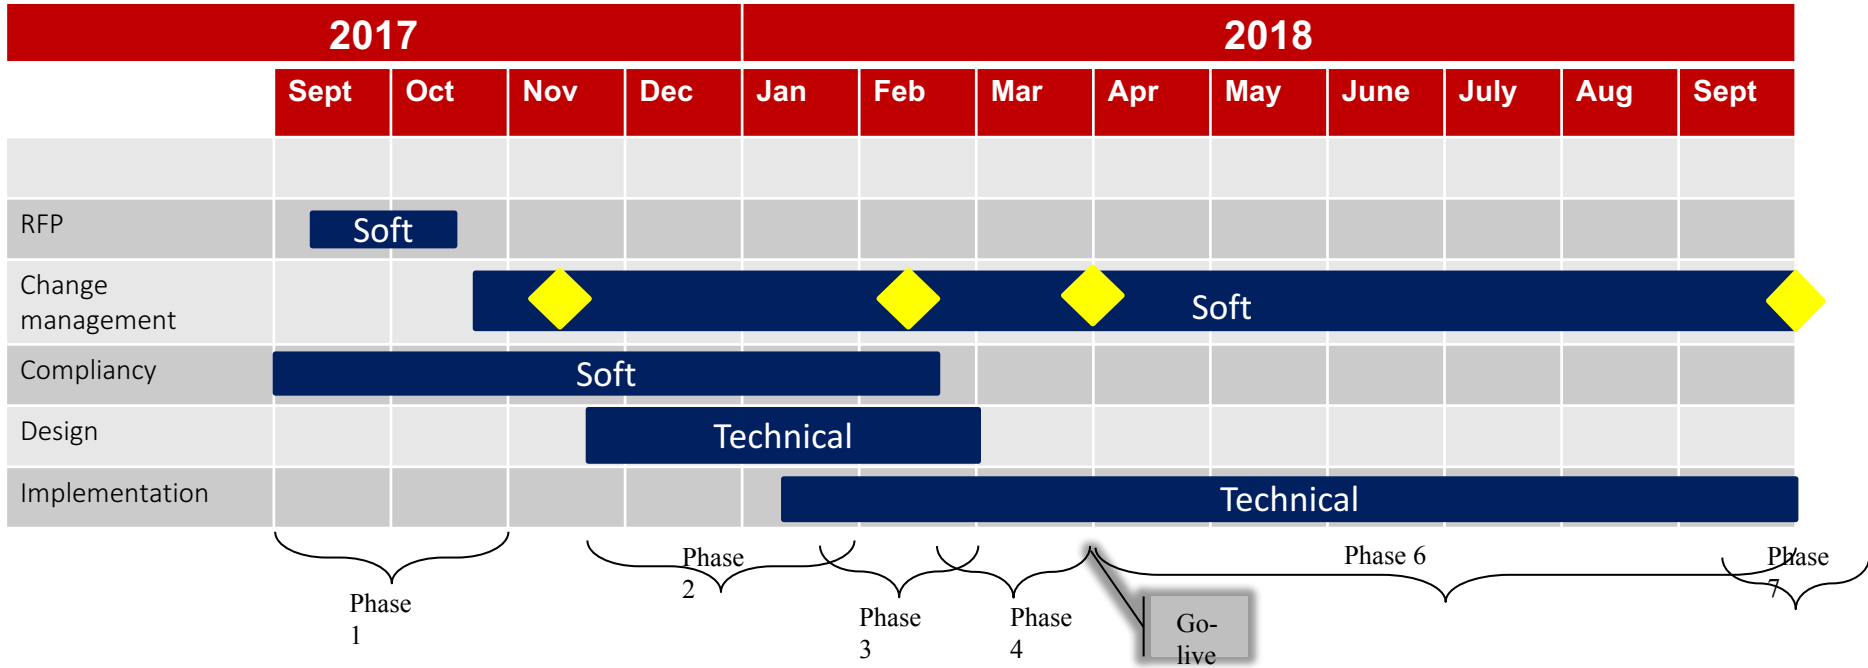 2017 2018
Sept Oct Nov Dec Jan Feb Mar Apr May June July Aug Sept
RFP Soft
Change
management Soft
Compliancy Soft
Design Technical
Implementation Technical
Phase
1
Phase
2
Phase
3
Phase
4
Go-
live
Phase 6
Phase
7